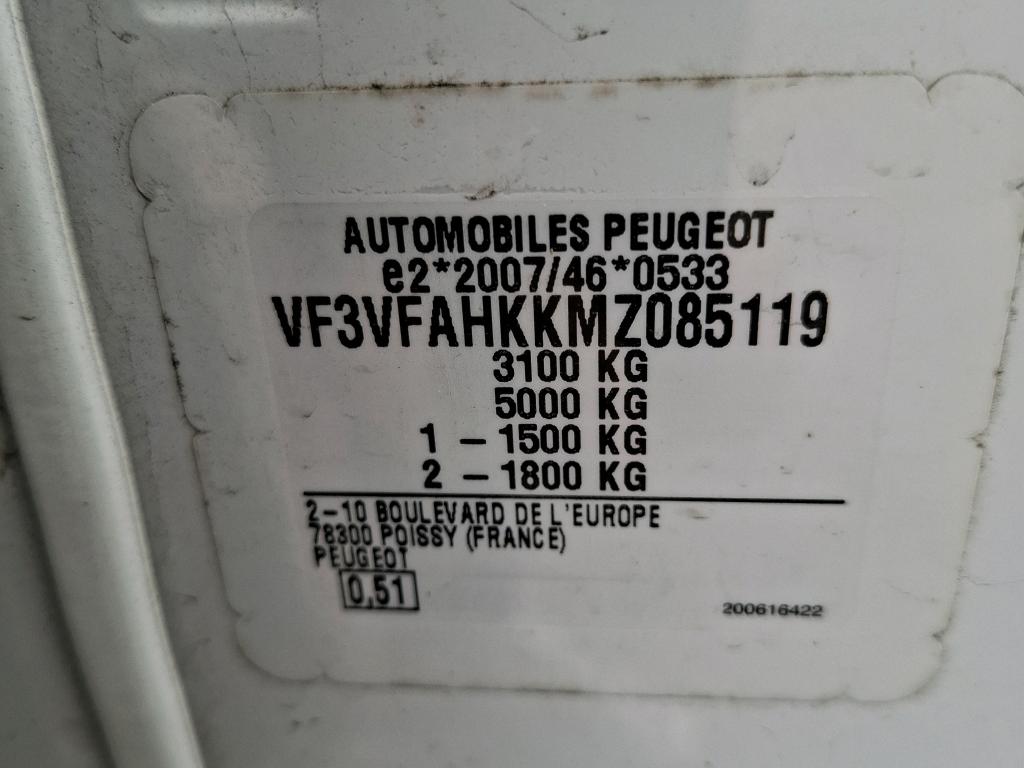 AUTOMOBILES PEUGEOT
e2*2007/46*0533
VF3VFAHKKMZ085119
3100 KG
5000 KG
1 - 1500 KG
2 - 1800 KG
2-10 BOULEVARD DE L'EUROPE
78300 POISSY (FRANCE)
PEUGEOT
0,51
200616422